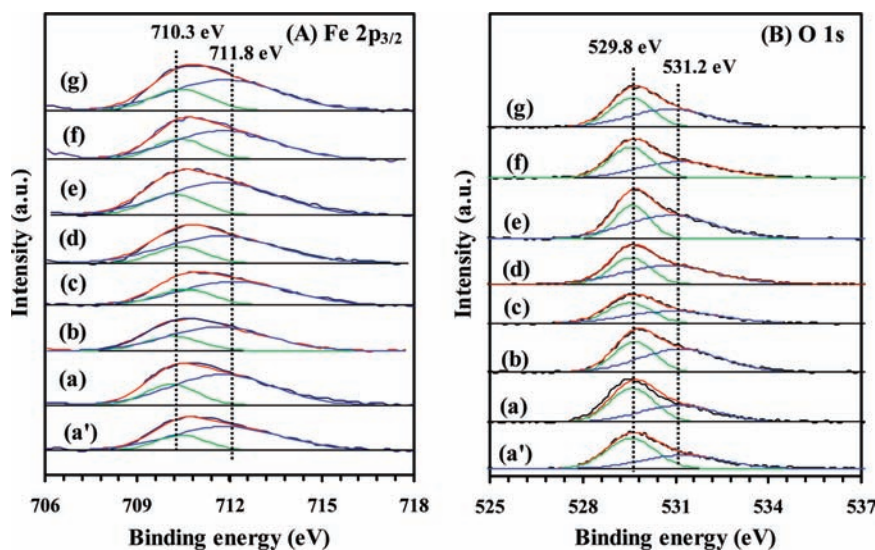 (A) Fe 2p3/2
710.3 eV
711.8 eV
(g)
(f)
(e)
(d)
(c)
(b)
(a)
(a')
Intensity (a.u.)
706 709 712 715 718
Binding energy (eV)
(B) O 1s
529.8 eV
531.2 eV
(g)
(f)
(e)
(d)
(c)
(b)
(a)
(a')
Intensity (a.u.)
525 528 531 534 537
Binding energy (eV)